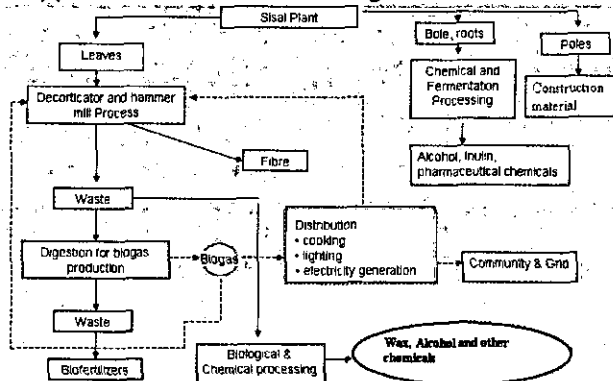 Sisal Plant
Bole, roots
Poles
Leaves
Chemical and
Fermentation
Processing
Construction
material
Decorticator and hammer
mill Process
Fibre
Alcohol, Inulin,
pharmaceutical chemicals
Waste
Distribution
• cooking
• lighting
• electricity generation
Digestion for biogas
production
Biogas
Community & Grid
Waste
Biological &
Chemical processing
Wax, Alcohol and other
chemicals
Biofertilizers